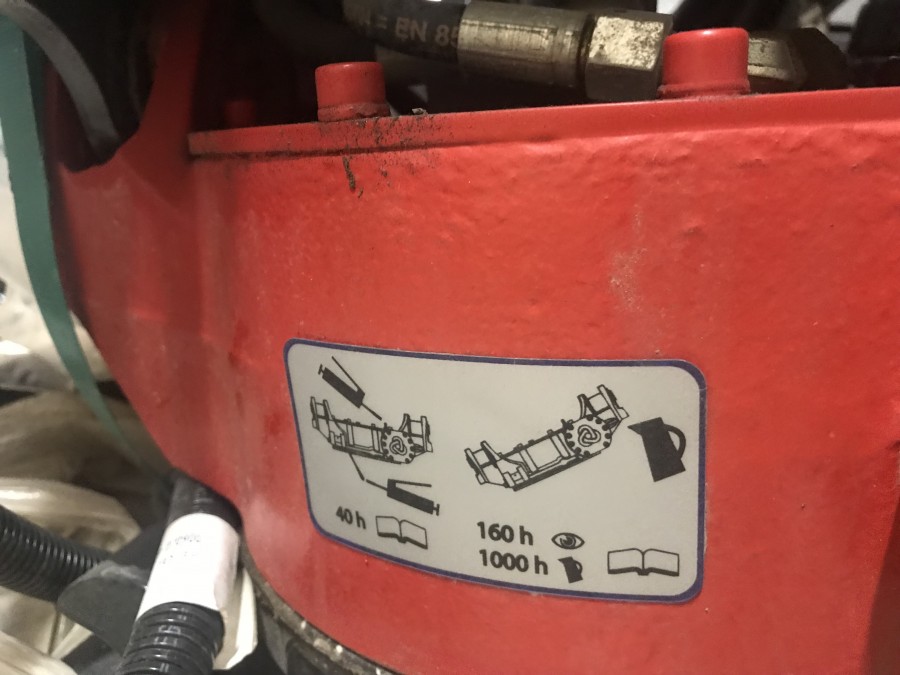 = EN 85
40 h
160 h
1000 h